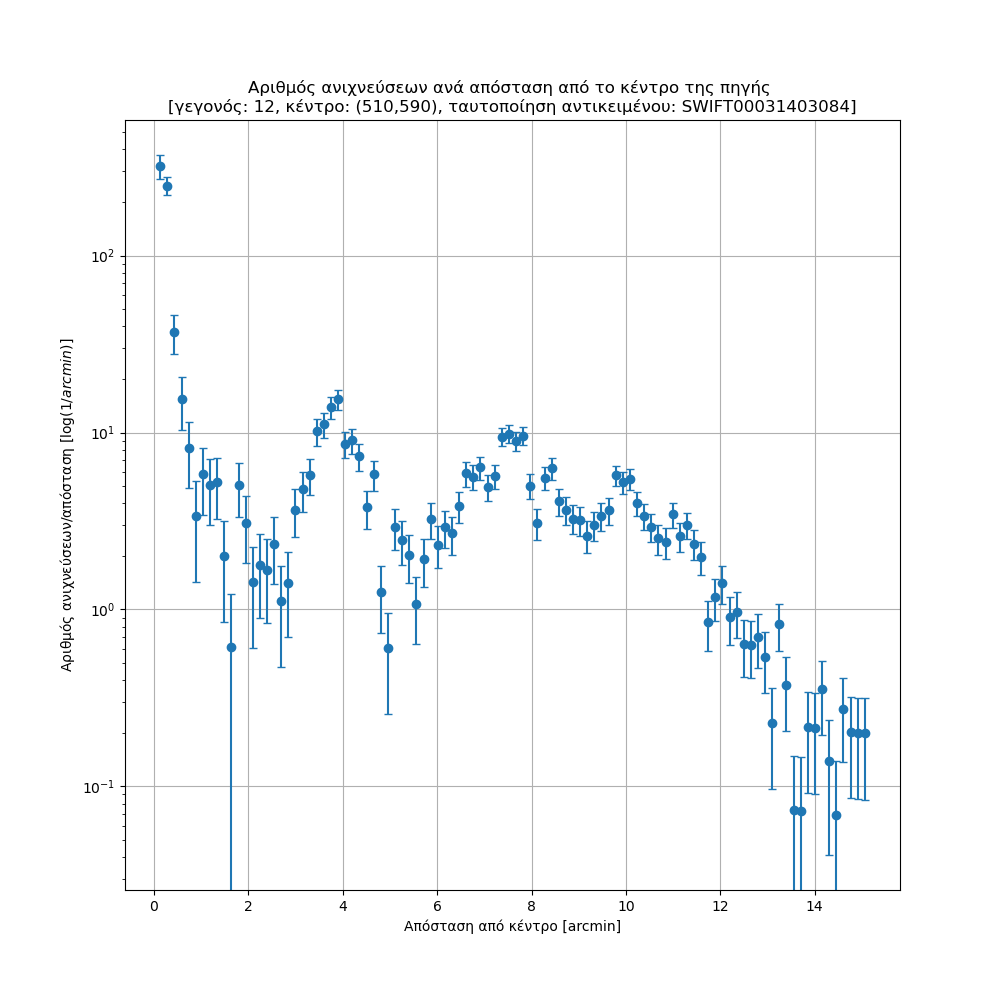 Αριθμός ανιχνεύσεων ανά απόσταση από το κέντρο της πηγής
[γεγονός: 12, κέντρο: (510,590), ταυτοποίηση αντικειμένου: SWIFT00031403084]
Αριθμός ανιχνεύσεων/απόσταση [log(1/arcmin)]
10²
10¹
10⁰
10⁻¹
0 2 4 6 8 10 12 14
Απόσταση από κέντρο [arcmin]